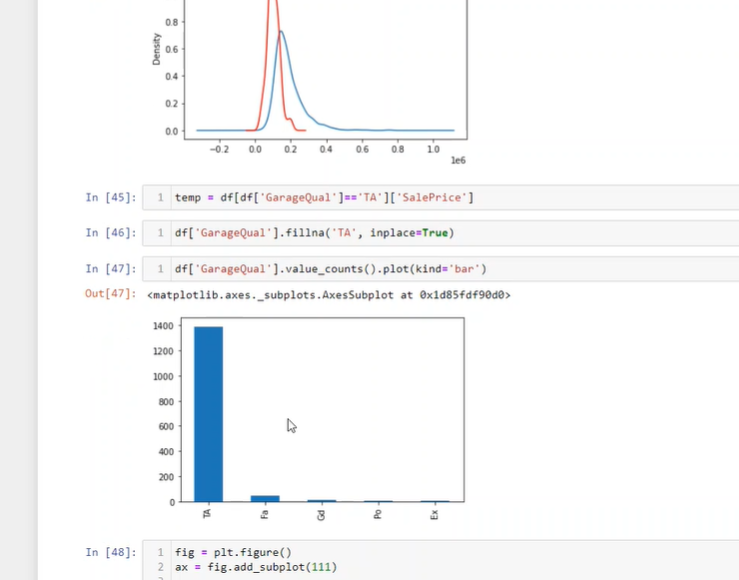 0.8
Density
0.6
0.4
0.2
0.0
−0.2 0.0 0.2 0.4 0.6 0.8 1.0
1e6
In [45]: 1 temp = df[df['GarageQual']=='TA']['SalePrice']
In [46]: 1 df['GarageQual'].fillna('TA', inplace=True)
In [47]: 1 df['GarageQual'].value_counts().plot(kind='bar')
Out[47]: <matplotlib.axes._subplots.AxesSubplot at 0x1d85fdf90d0>
1400
1200
1000
800
600
400
200
0
TA Fa Gd Po Ex
In [48]: 1 fig = plt.figure()
2 ax = fig.add_subplot(111)